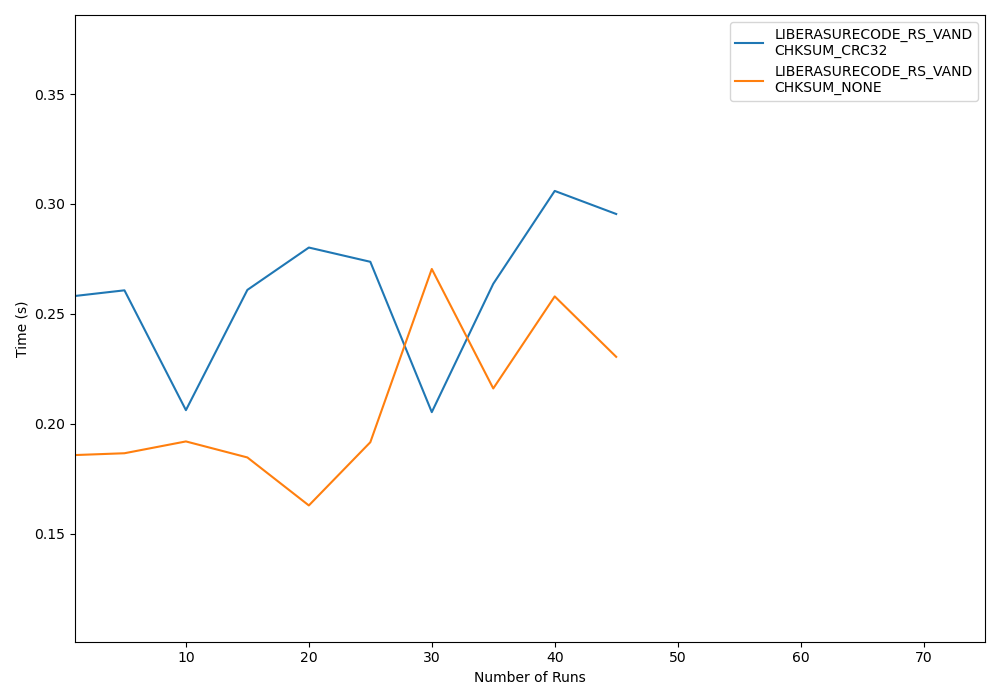 LIBERASURECODE_RS_VAND
CHKSUM_CRC32
LIBERASURECODE_RS_VAND
CHKSUM_NONE
0.35
0.30
0.25
0.20
0.15
Time (s)
10 20 30 40 50 60 70
Number of Runs